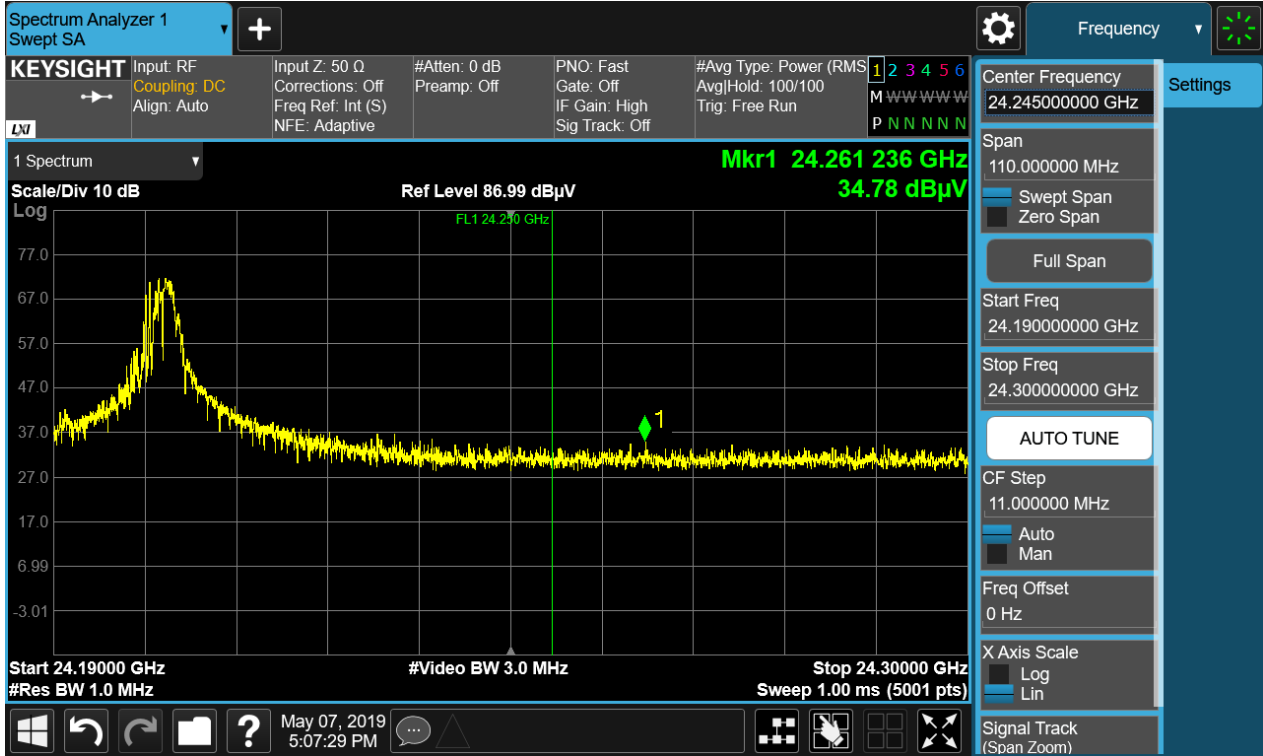 Spectrum Analyzer 1
Swept SA
+
Frequency
KEYSIGHT
LXI
Input: RF
Coupling: DC
Align: Auto
Input Z: 50 Ω
Corrections: Off
Freq Ref: Int (S)
NFE: Adaptive
#Atten: 0 dB
Preamp: Off
PNO: Fast
Gate: Off
IF Gain: High
Sig Track: Off
#Avg Type: Power (RMS
Avg|Hold: 100/100
Trig: Free Run
1 2 3 4 5 6
M W W W W W W
P N N N N N N
1 Spectrum
Scale/Div 10 dB
Log
Ref Level 86.99 dBµV
Mkr1 24.261 236 GHz
34.78 dBµV
FL1 24.250 GHz
77.0
67.0
57.0
47.0
37.0
27.0
17.0
6.99
-3.01
1
Start 24.19000 GHz
#Res BW 1.0 MHz
#Video BW 3.0 MHz
Stop 24.30000 GHz
Sweep 1.00 ms (5001 pts)
Center Frequency
24.245000000 GHz
Span
110.000000 MHz
Swept Span
Zero Span
Full Span
Start Freq
24.190000000 GHz
Stop Freq
24.300000000 GHz
AUTO TUNE
CF Step
11.000000 MHz
Auto
Man
Freq Offset
0 Hz
X Axis Scale
Log
Lin
Signal Track
(Span Zoom)
Settings
?
May 07, 2019
5:07:29 PM